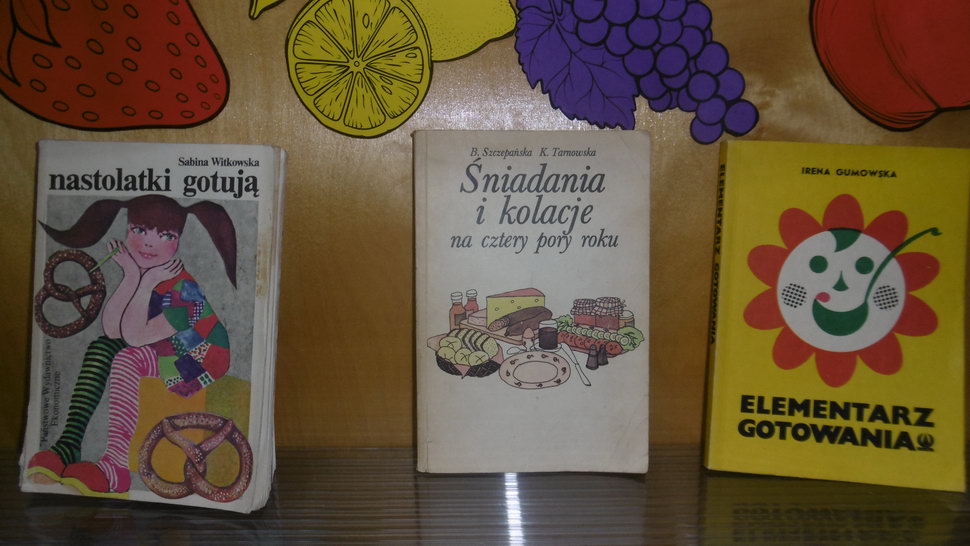 Sabina Witkowska
nastolatki gotują
Państwowe Wydawnictwo
Ekonomiczne
B. Szczepańska K. Tarnowska
Śniadania
i kolacje
na cztery pory roku
ELEMENTARZ GOTOWANIA
IRENA GUMOWSKA
ELEMENTARZ
GOTOWANIA